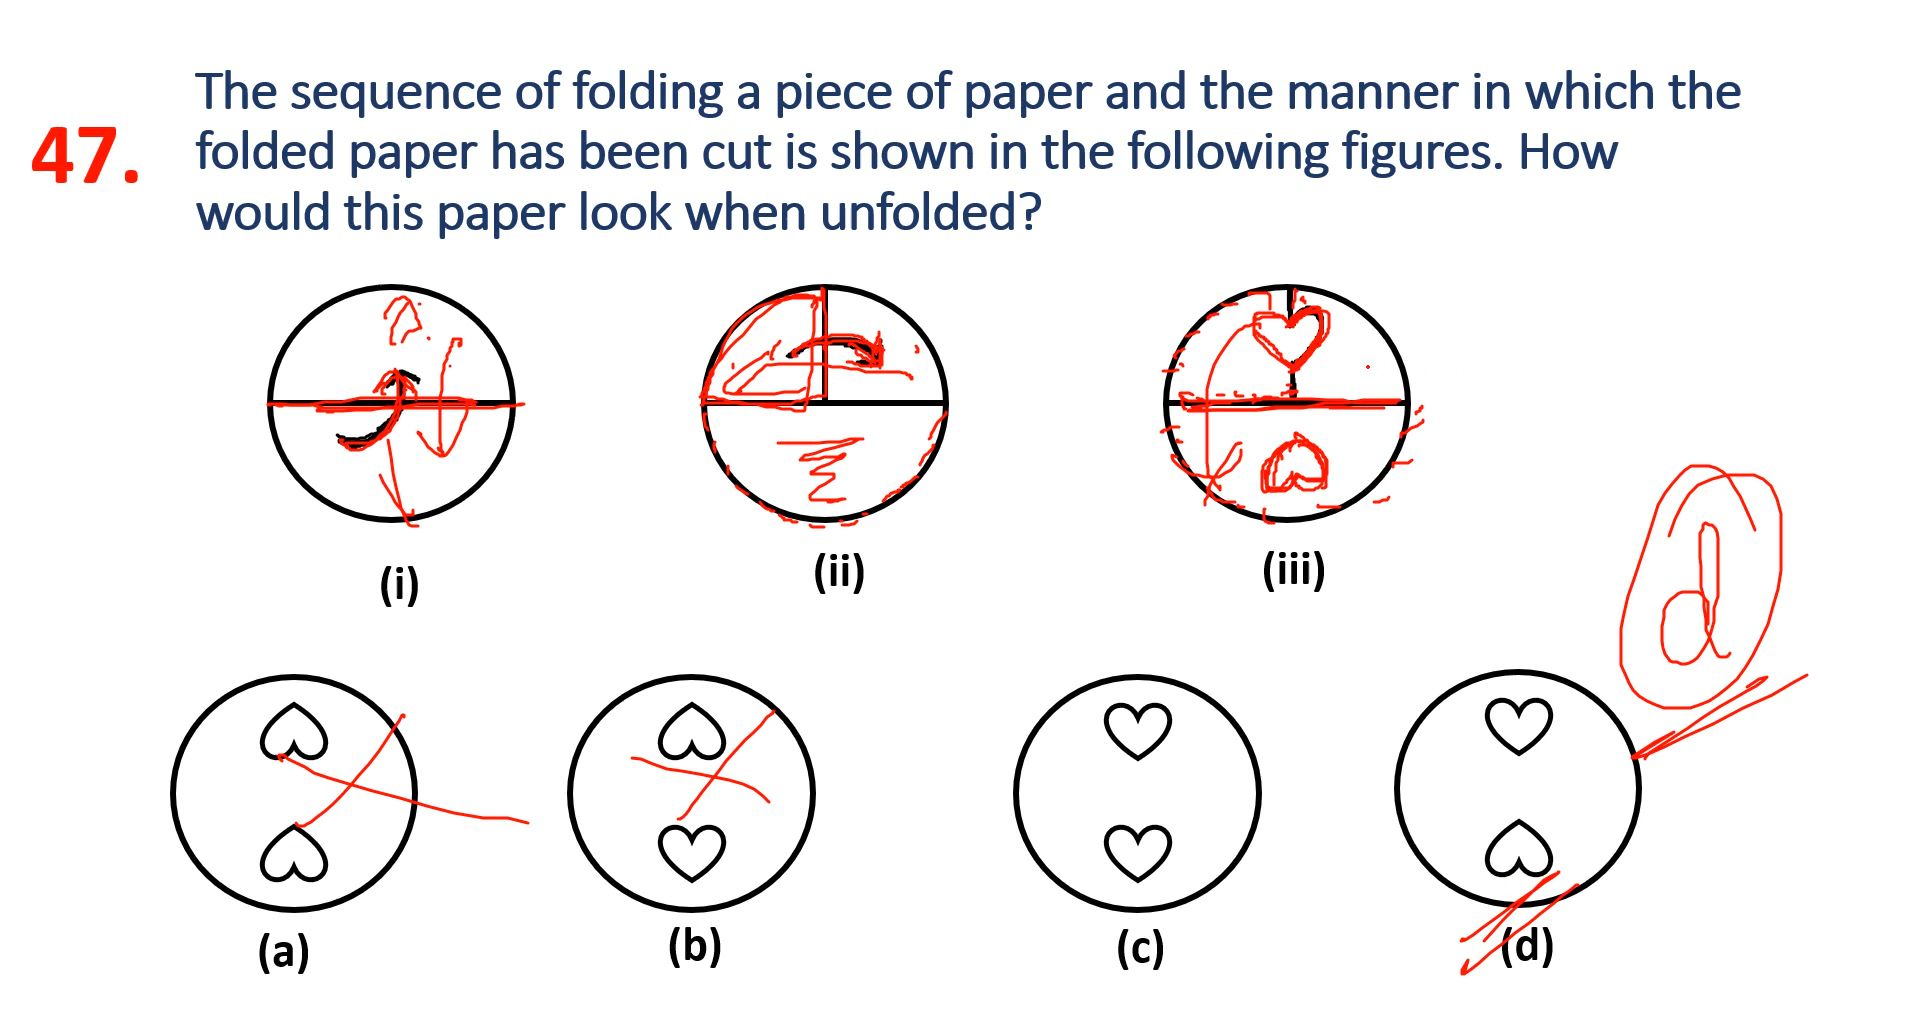 47.
The sequence of folding a piece of paper and the manner in which the
folded paper has been cut is shown in the following figures. How
would this paper look when unfolded?
(i)
(ii)
(iii)
d
(a)
(b)
(c)
(d)